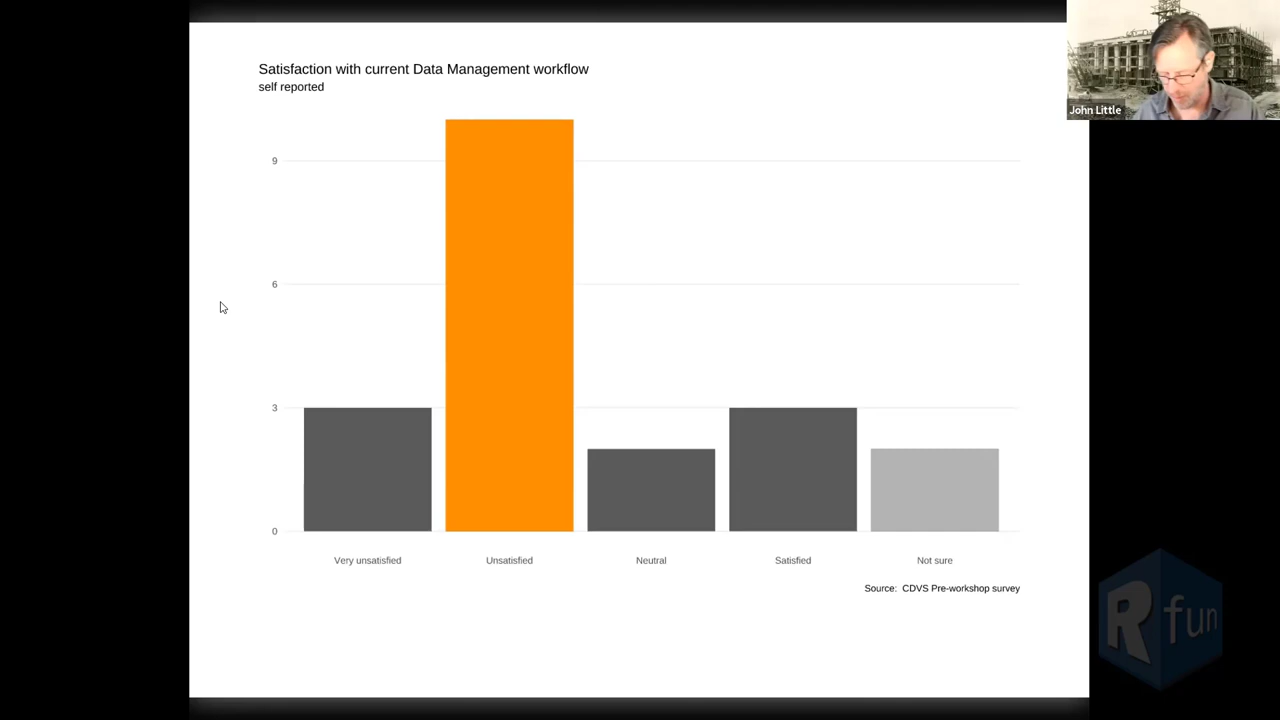 Satisfaction with current Data Management workflow
self reported
John Little
9
6
3
0
Very unsatisfied
Unsatisfied
Neutral
Satisfied
Not sure
Source:  CDVS Pre-workshop survey
R fun